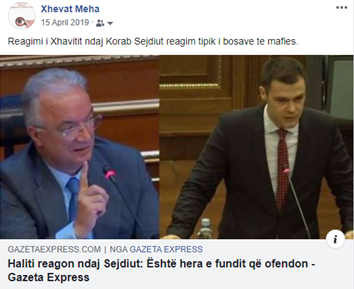 Xhevat Meha
15 April 2019 ·
Reagimi i Xhavitit ndaj Korab Sejdiut reagim tipik i bosave te mafies.
GAZETAEXPRESS.COM | NGA GAZETA EXPRESS
Haliti reagon ndaj Sejdiut: Është hera e fundit që ofendon -
Gazeta Express